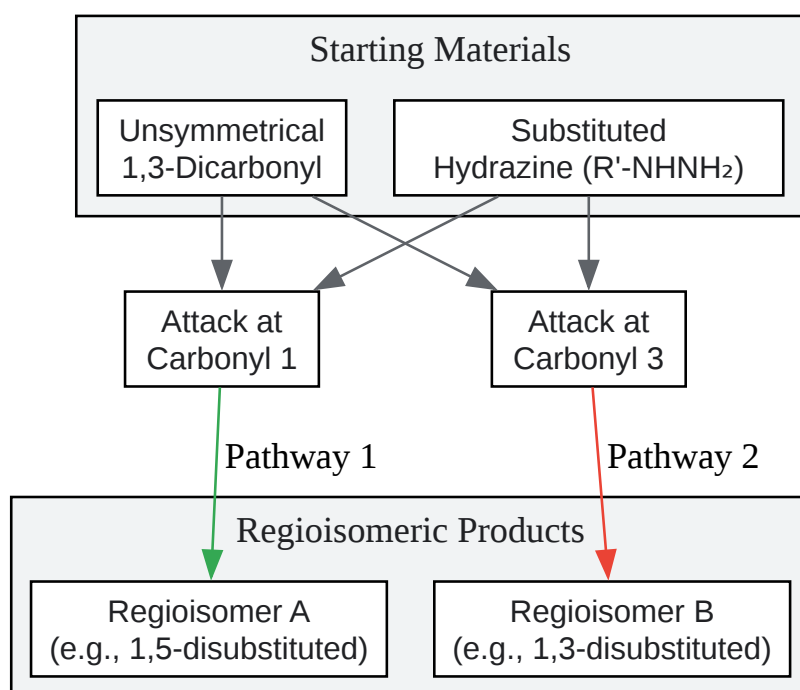 Starting Materials
Unsymmetrical
1,3-Dicarbonyl
Substituted
Hydrazine (R'-NHNH₂)
Attack at
Carbonyl 1
Attack at
Carbonyl 3
Pathway 1
Pathway 2
Regioisomeric Products
Regioisomer A
(e.g., 1,5-disubstituted)
Regioisomer B
(e.g., 1,3-disubstituted)